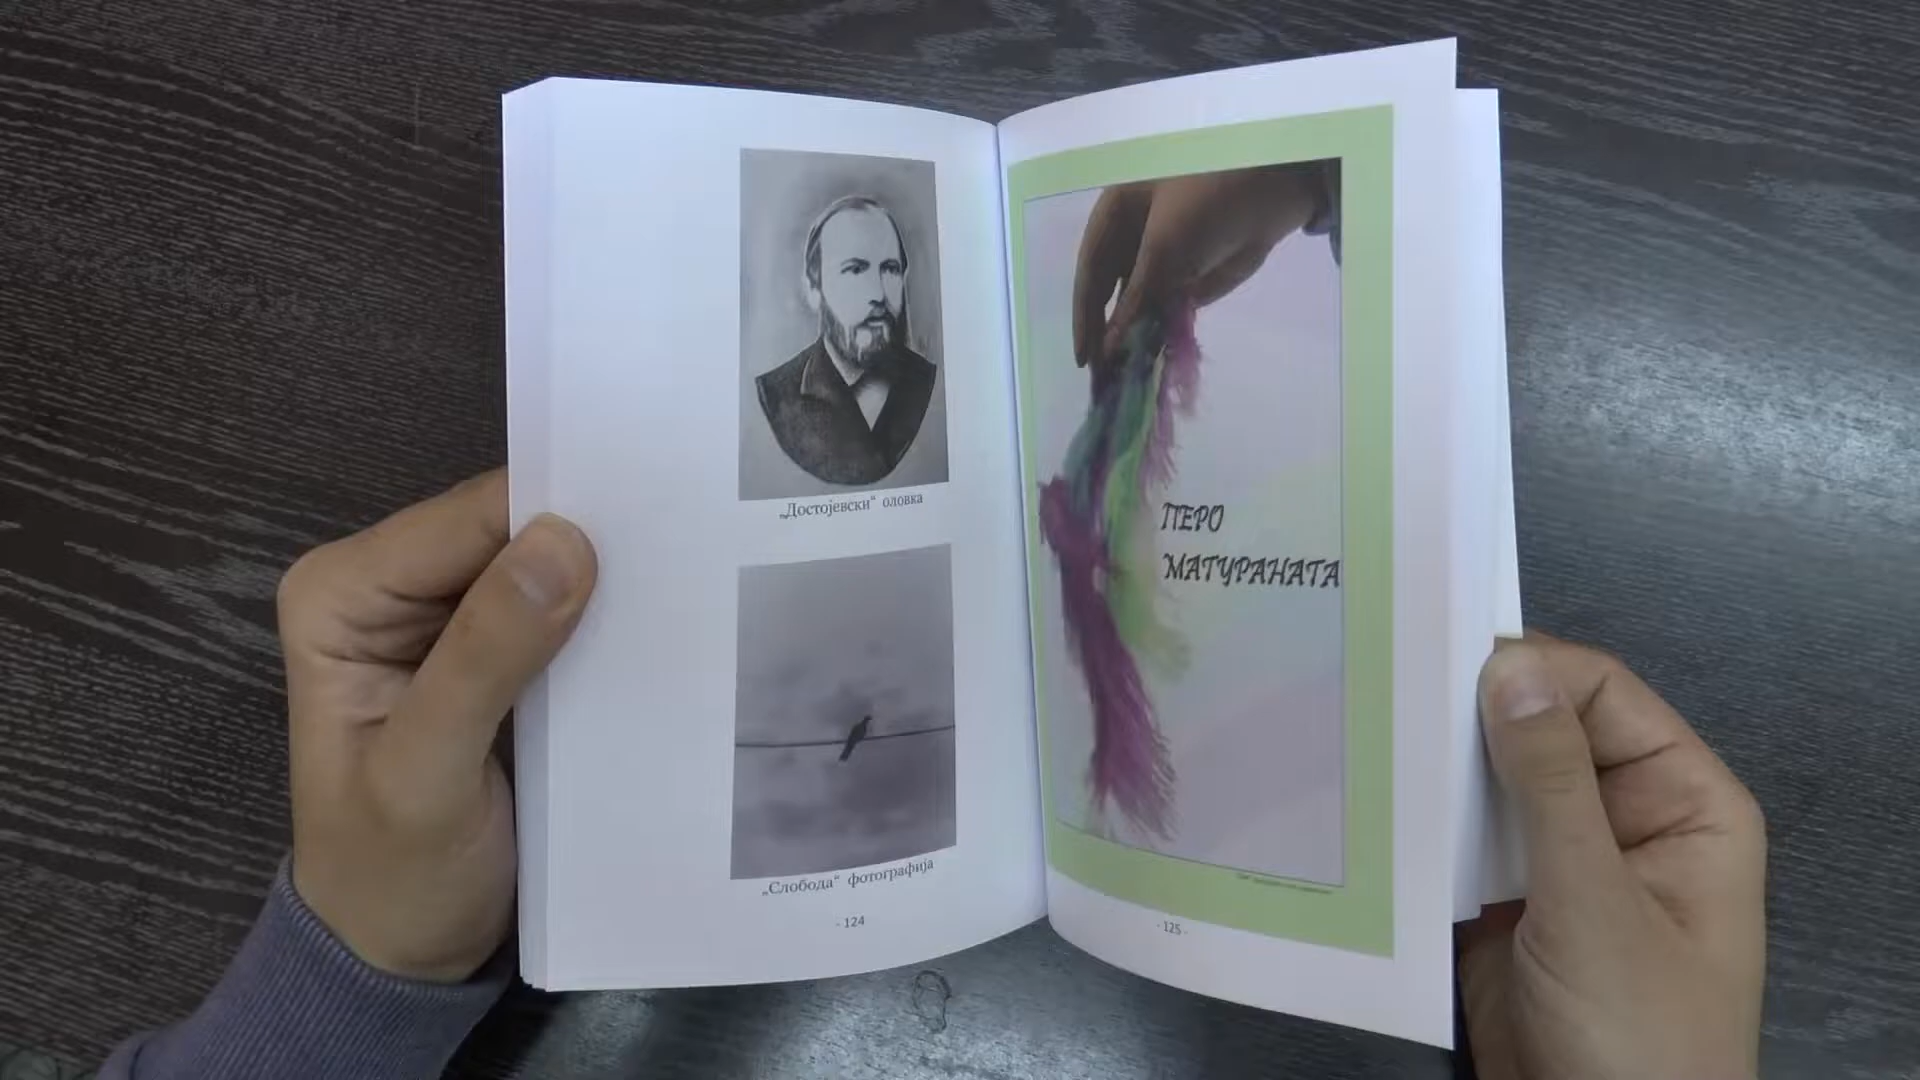 „Достојевски“ оловка
„Слобода“ фотографија
- 124
ПЕРО
МАТУРАНАТА
- 125 -